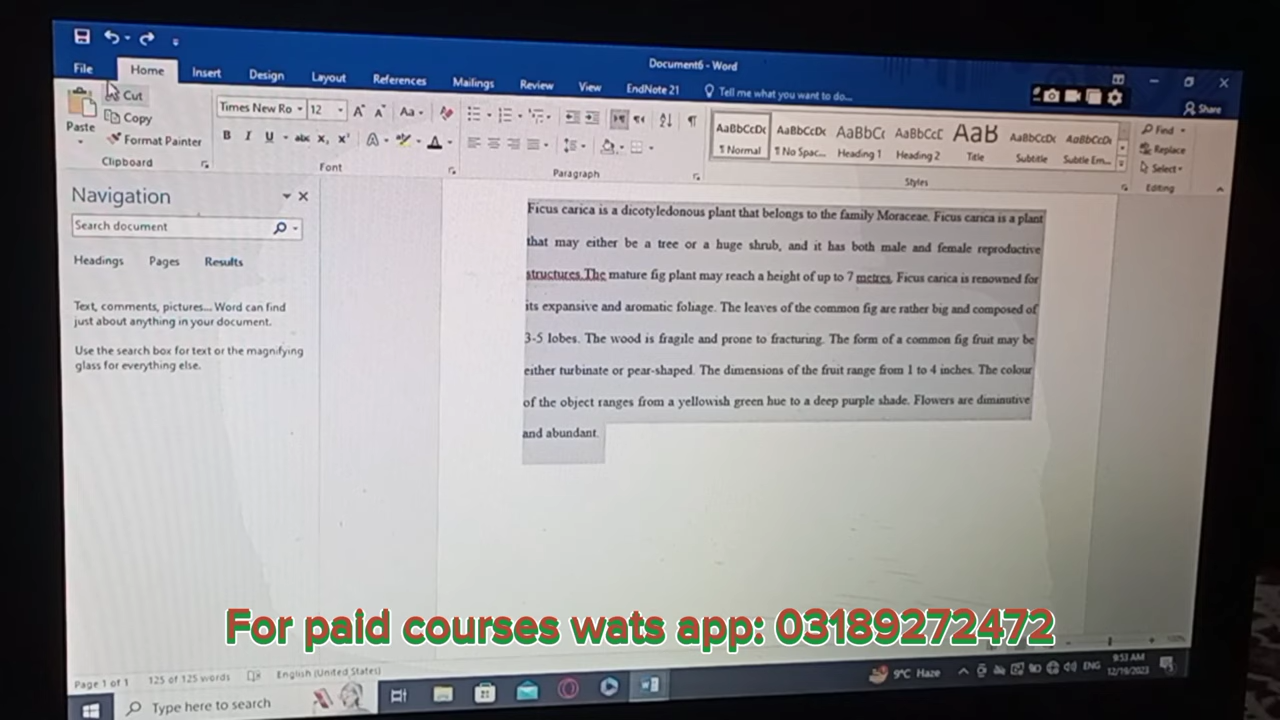 Document6 - Word
File Home Insert Design Layout References Mailings Review View EndNote 21 Tell me what you want to do...
Share
Paste
Cut
Copy
Format Painter
Clipboard
Times New Ro 12
B I U abc
Font
Paragraph
AaBbCcDc AaBbCcDc AaBbC AaBbCcC AaB AaBbCcDc AaBbCcDc
¶ Normal ¶ No Spac... Heading 1 Heading 2 Title Subtitle Subtle Em...
Styles
Find
Replace
Select
Editing
Navigation
Search document
Headings Pages Results
Text, comments, pictures... Word can find
just about anything in your document.
Use the search box for text or the magnifying
glass for everything else.
Ficus carica is a dicotyledonous plant that belongs to the family Moraceae. Ficus carica is a plant
that may either be a tree or a huge shrub, and it has both male and female reproductive
structures.The mature fig plant may reach a height of up to 7 metres. Ficus carica is renowned for
its expansive and aromatic foliage. The leaves of the common fig are rather big and composed of
3-5 lobes. The wood is fragile and prone to fracturing. The form of a common fig fruit may be
either turbinate or pear-shaped. The dimensions of the fruit range from 1 to 4 inches. The colour
of the object ranges from a yellowish green hue to a deep purple shade. Flowers are diminutive
and abundant.
For paid courses wats app: 03189272472
Page 1 of 1 125 of 125 words English (United States)
Type here to search
9°C Haze
ENG
9:53 AM
12/19/2023